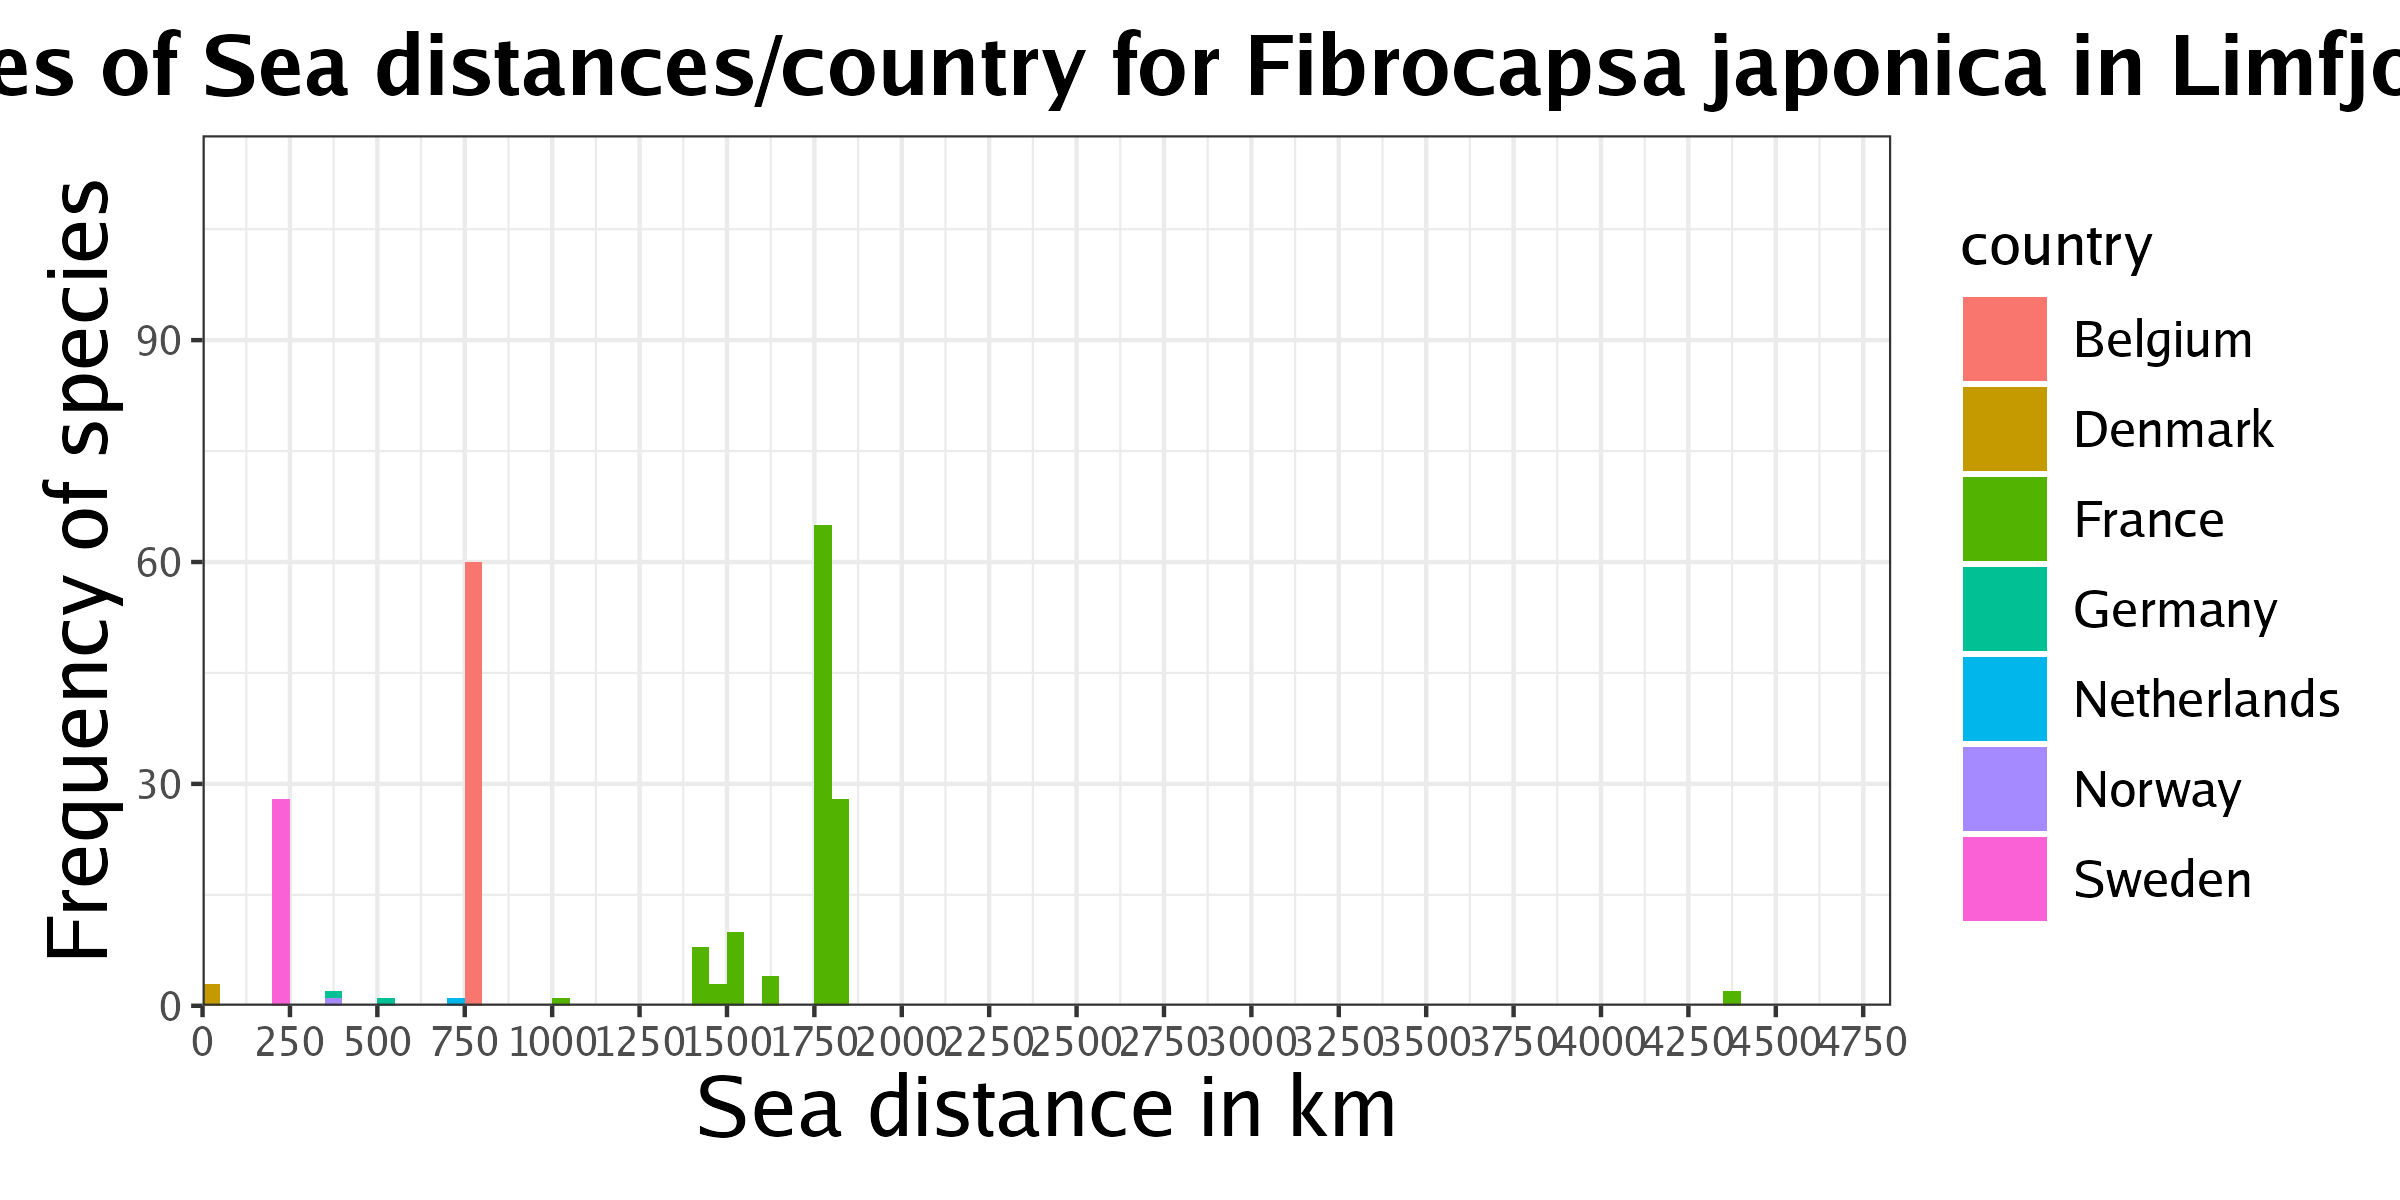 es of Sea distances/country for Fibrocapsa japonica in Limfjo
Frequency of species
90
60
30
0
0 250 500 750 1000 1250 1500 1750 2000 2250 2500 2750 3000 3250 3500 3750 4000 4250 4500 4750
Sea distance in km
country
Belgium
Denmark
France
Germany
Netherlands
Norway
Sweden